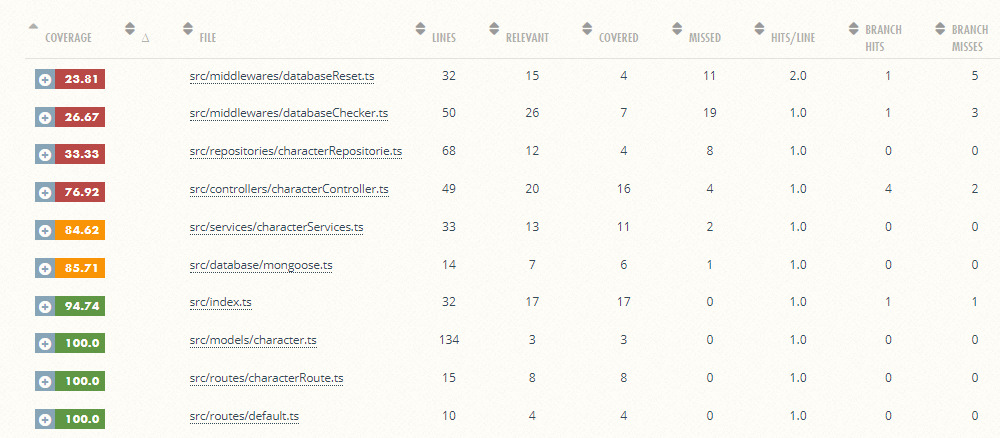 COVERAGE Δ FILE LINES RELEVANT COVERED MISSED HITS/LINE BRANCH HITS BRANCH MISSES
23.81 src/middlewares/databaseReset.ts 32 15 4 11 2.0 1 5
26.67 src/middlewares/databaseChecker.ts 50 26 7 19 1.0 1 3
33.33 src/repositories/characterRepositorie.ts 68 12 4 8 1.0 0 0
76.92 src/controllers/characterController.ts 49 20 16 4 1.0 4 2
84.62 src/services/characterServices.ts 33 13 11 2 1.0 0 0
85.71 src/database/mongoose.ts 14 7 6 1 1.0 0 0
94.74 src/index.ts 32 17 17 0 1.0 1 1
100.0 src/models/character.ts 134 3 3 0 1.0 0 0
100.0 src/routes/characterRoute.ts 15 8 8 0 1.0 0 0
100.0 src/routes/default.ts 10 4 4 0 1.0 0 0